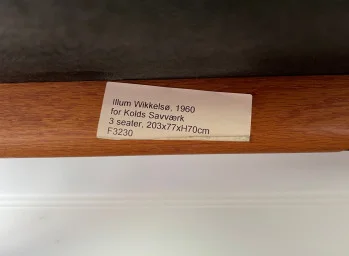 Illum Wikkelsø, 1960
for Kolds Savværk
3 seater, 203x77xH70cm
F3230